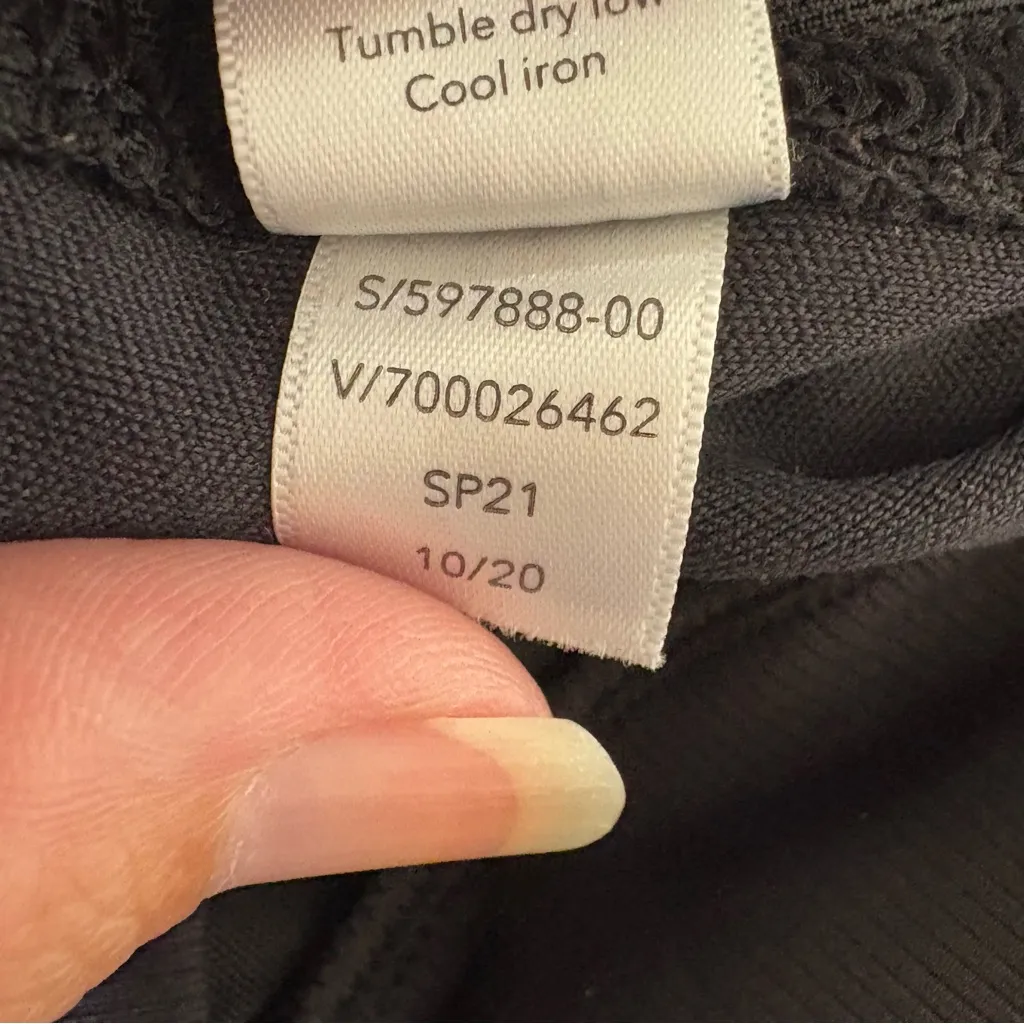 Tumble dry low
Cool iron
S/597888-00
V/700026462
SP21
10/20